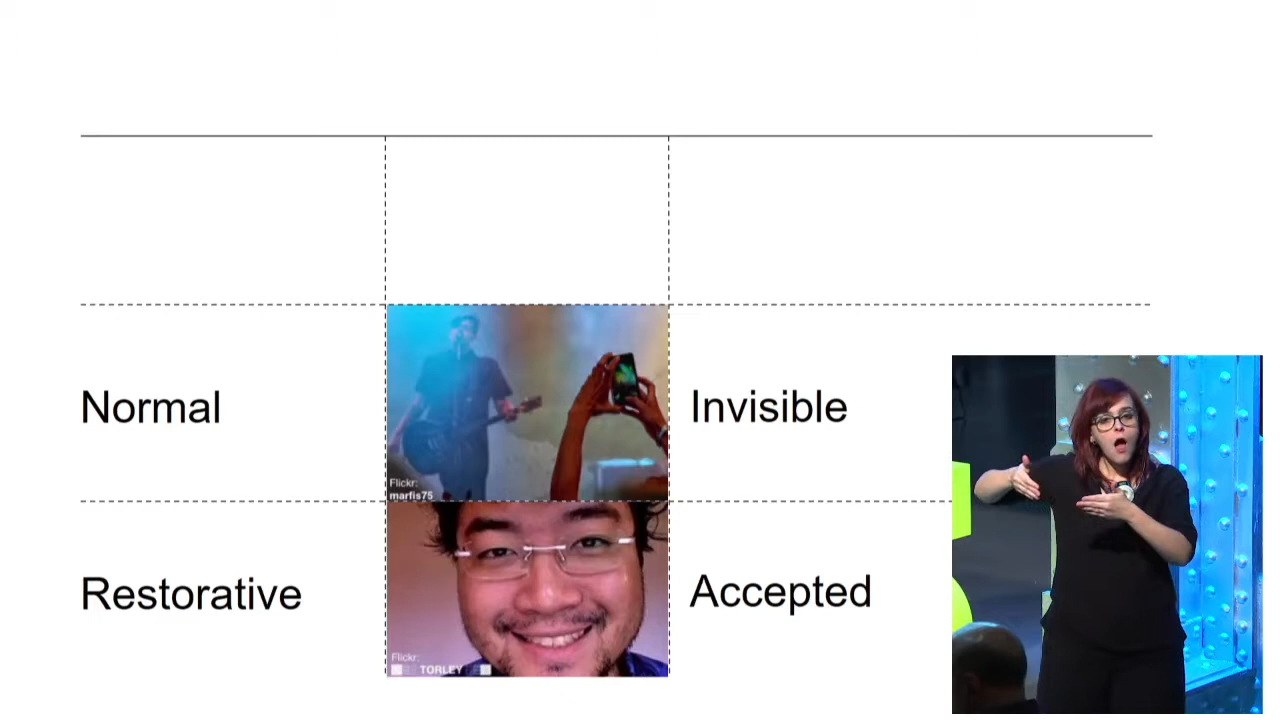 Normal
Flickr:
marfis75
Invisible
Restorative
Flickr:
TORLEY
Accepted